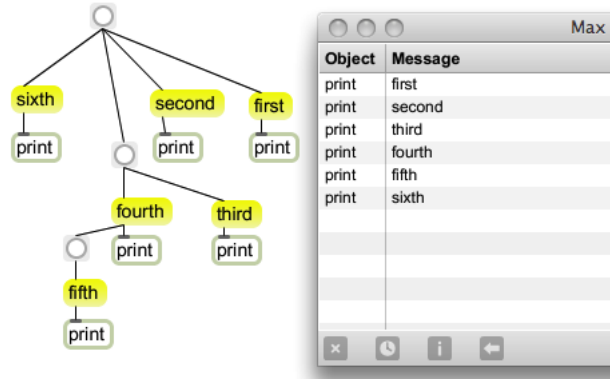 sixth
print
second
print
first
print
fourth
print
third
print
fifth
print
Max
Object Message
print first
print second
print third
print fourth
print fifth
print sixth